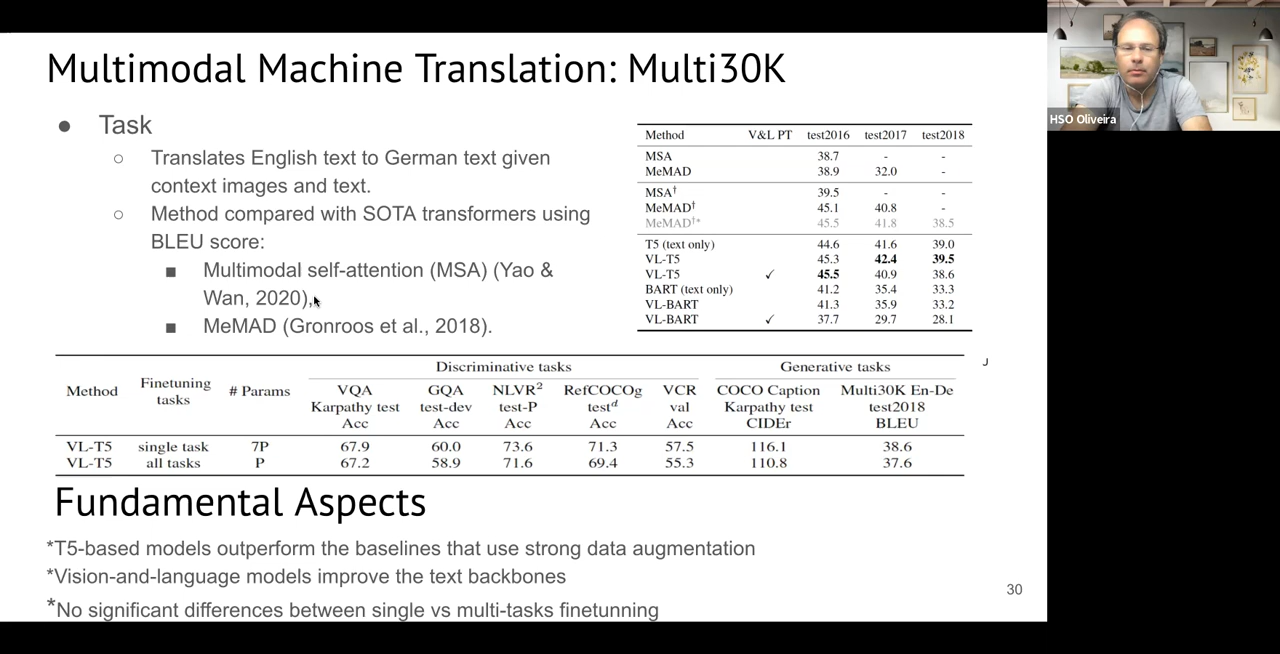 Multimodal Machine Translation: Multi30K
HSO Oliveira
● Task
○ Translates English text to German text given
context images and text.
○ Method compared with SOTA transformers using
BLEU score:
■ Multimodal self-attention (MSA) (Yao &
Wan, 2020),
■ MeMAD (Gronroos et al., 2018).
Method V&L PT test2016 test2017 test2018
MSA 38.7 - -
MeMAD 38.9 32.0 -
MSA† 39.5 - -
MeMAD† 45.1 40.8 -
MeMAD†* 45.5 41.8 38.5
T5 (text only) 44.6 41.6 39.0
VL-T5 45.3 42.4 39.5
VL-T5 ✓ 45.5 40.9 38.6
BART (text only) 41.2 35.4 33.3
VL-BART 41.3 35.9 33.2
VL-BART ✓ 37.7 29.7 28.1
Discriminative tasks Generative tasks
Method Finetuning tasks # Params
VQA GQA NLVR² RefCOCOg VCR COCO Caption Multi30K En-De
Karpathy test test-dev test-P testᵈ val Karpathy test test2018
Acc Acc Acc Acc Acc CIDEr BLEU
VL-T5 single task 7P 67.9 60.0 73.6 71.3 57.5 116.1 38.6
VL-T5 all tasks P 67.2 58.9 71.6 69.4 55.3 110.8 37.6
Fundamental Aspects
*T5-based models outperform the baselines that use strong data augmentation
*Vision-and-language models improve the text backbones
*No significant differences between single vs multi-tasks finetunning
30